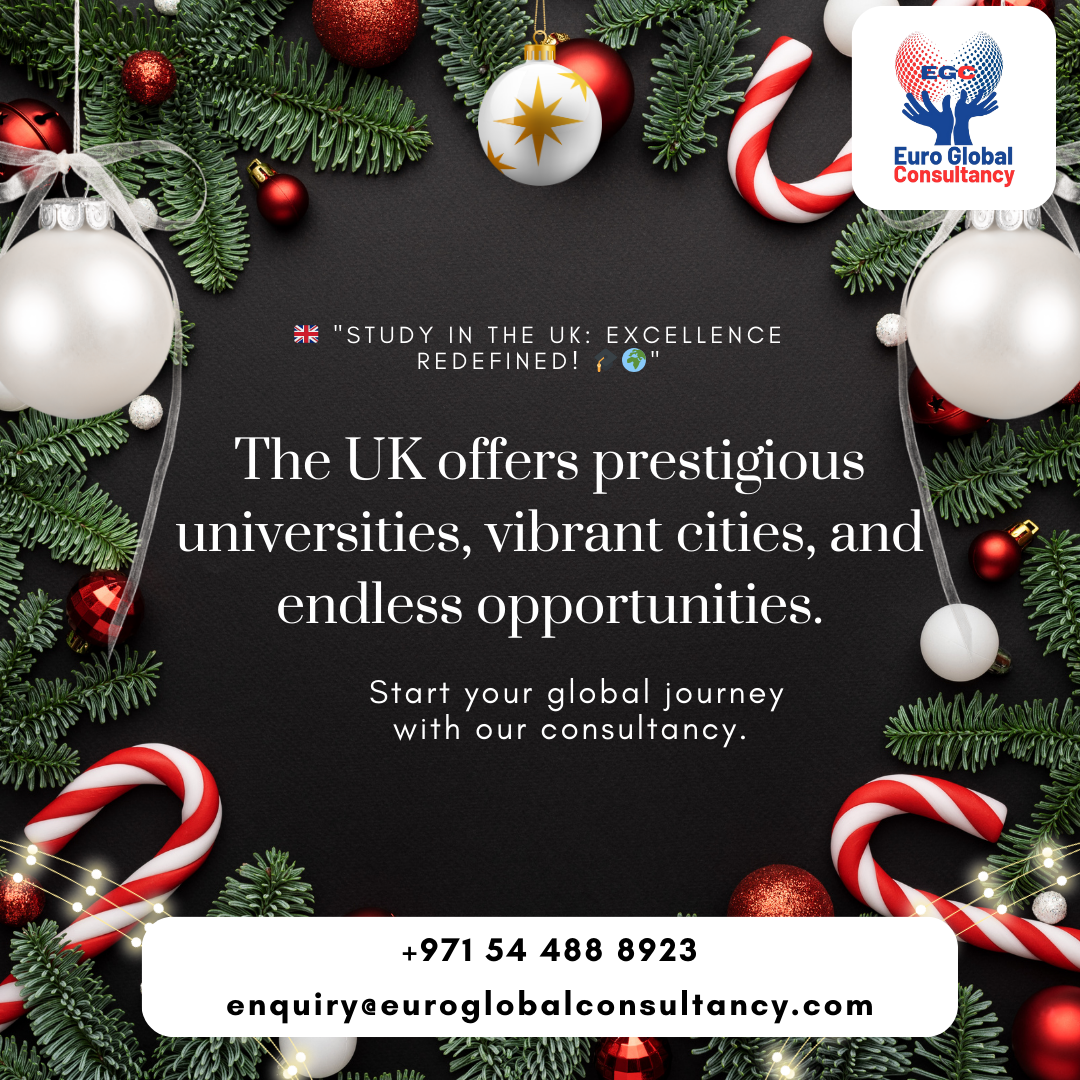 EGC
Euro Global
Consultancy
🇬🇧 "STUDY IN THE UK: EXCELLENCE
REDEFINED! 🎓🌍"
The UK offers prestigious
universities, vibrant cities, and
endless opportunities.
Start your global journey
with our consultancy.
+971 54 488 8923
enquiry@euroglobalconsultancy.com